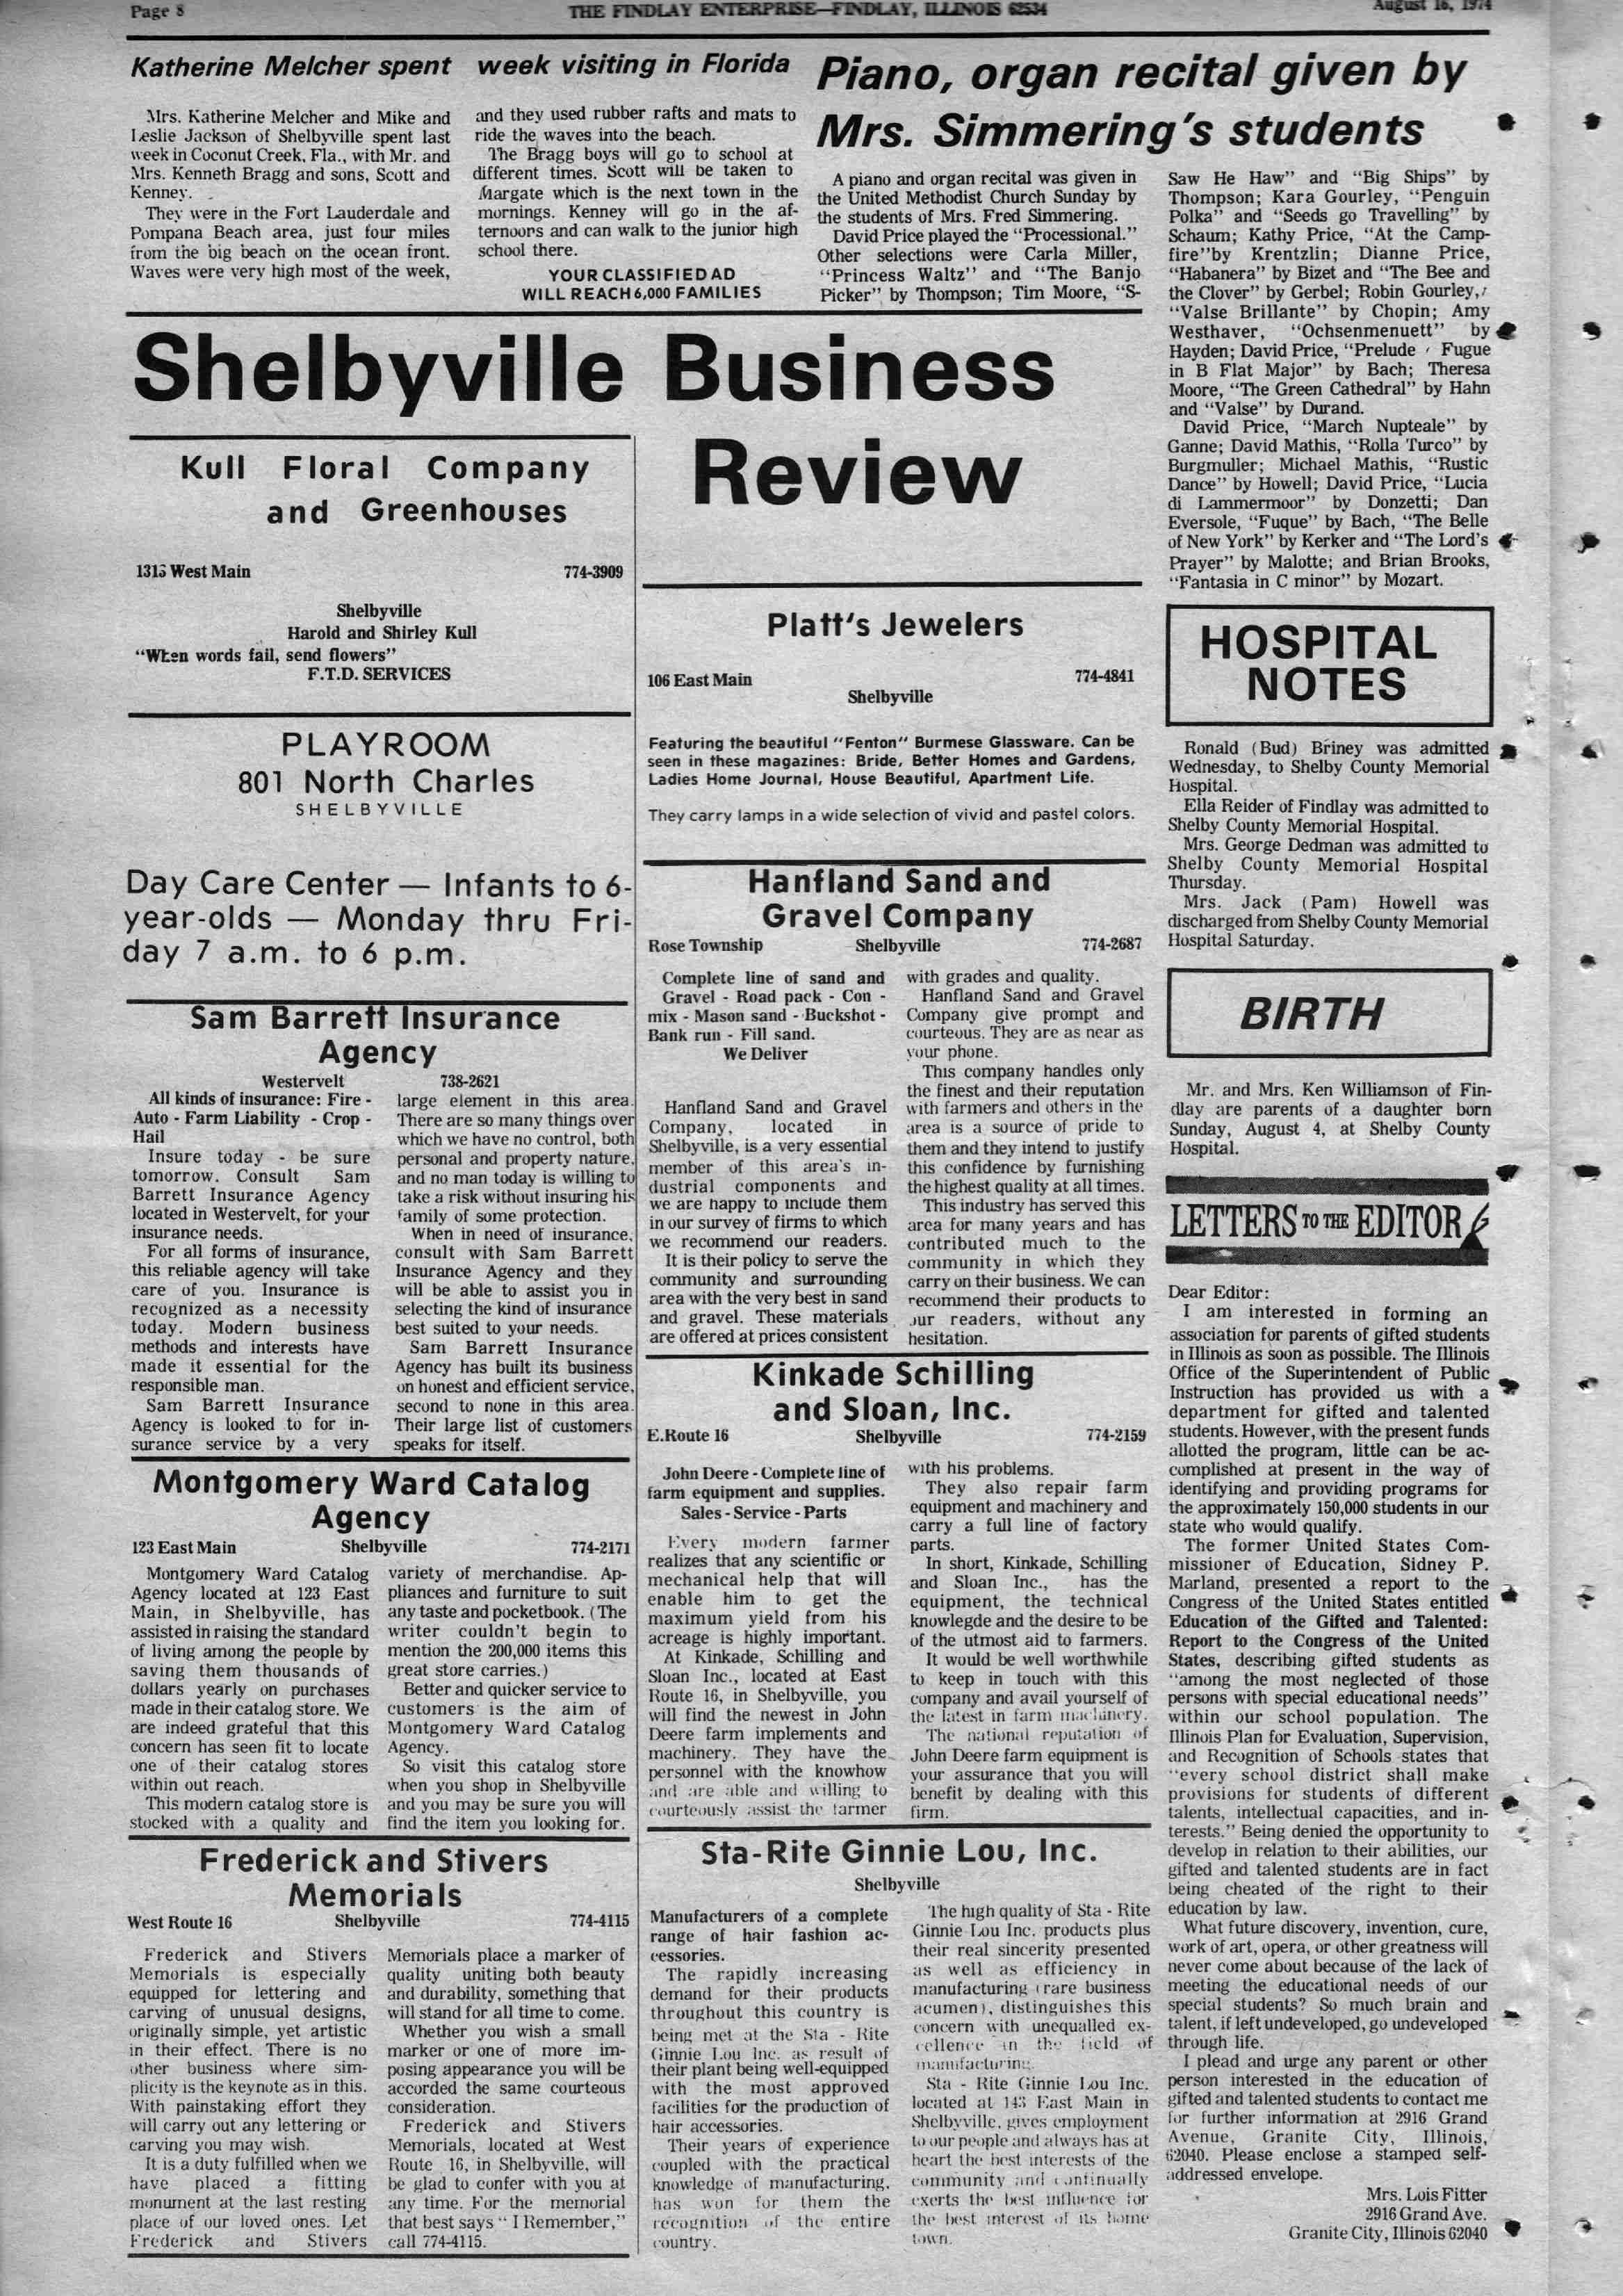 Page 8
THE FINDLAY ENTERPRISE—FINDLAY, ILLINOIS 62534
August 16, 1974
Katherine Melcher spent week visiting in Florida
Mrs. Katherine Melcher and Mike and
Leslie Jackson of Shelbyville spent last
week in Coconut Creek, Fla., with Mr. and
Mrs. Kenneth Bragg and sons, Scott and
Kenney.
They were in the Fort Lauderdale and
Pompana Beach area, just four miles
from the big beach on the ocean front.
Waves were very high most of the week,
and they used rubber rafts and mats to
ride the waves into the beach.
The Bragg boys will go to school at
different times. Scott will be taken to
Margate which is the next town in the
mornings. Kenney will go in the af-
ternoors and can walk to the junior high
school there.
YOUR CLASSIFIED AD
WILL REACH 6,000 FAMILIES
Piano, organ recital given by
Mrs. Simmering's students
A piano and organ recital was given in
the United Methodist Church Sunday by
the students of Mrs. Fred Simmering.
David Price played the "Processional."
Other selections were Carla Miller,
"Princess Waltz" and "The Banjo
Picker" by Thompson; Tim Moore, "S-
Saw He Haw" and "Big Ships" by
Thompson; Kara Gourley, "Penguin
Polka" and "Seeds go Travelling" by
Schaum; Kathy Price, "At the Camp-
fire"by Krentzlin; Dianne Price,
"Habanera" by Bizet and "The Bee and
the Clover" by Gerbel; Robin Gourley,
"Valse Brillante" by Chopin; Amy
Westhaver, "Ochsenmenuett" by
Hayden; David Price, "Prelude Fugue
in B Flat Major" by Bach; Theresa
Moore, "The Green Cathedral" by Hahn
and "Valse" by Durand.
David Price, "March Nupteale" by
Ganne; David Mathis, "Rolla Turco" by
Burgmuller; Michael Mathis, "Rustic
Dance" by Howell; David Price, "Lucia
di Lammermoor" by Donzetti; Dan
Eversole, "Fuque" by Bach, "The Belle
of New York" by Kerker and "The Lord's
Prayer" by Malotte; and Brian Brooks,
"Fantasia in C minor" by Mozart.
Shelbyville Business
Review
Kull Floral Company
and Greenhouses
West Main 774-3909
Shelbyville
Harold and Shirley Kull
"When words fail, send flowers"
F.T.D. SERVICES
PLAYROOM
801 North Charles
SHELBYVILLE
Day Care Center — Infants to 6-
year-olds — Monday thru Fri-
day 7 a.m. to 6 p.m.
Sam Barrett Insurance
Agency
Westervelt 738-2621
All kinds of insurance: Fire -
Auto - Farm Liability - Crop -
Hail
Insure today - be sure
tomorrow. Consult Sam
Barrett Insurance Agency
located in Westervelt, for your
insurance needs.
For all forms of insurance,
this reliable agency will take
care of you. Insurance is
recognized as a necessity
today. Modern business
methods and interests have
made it essential for the
responsible man.
Sam Barrett Insurance
Agency is looked to for in-
surance service by a very
large element in this area.
There are so many things over
which we have no control, both
personal and property nature,
and no man today is willing to
take a risk without insuring his
family of some protection.
When in need of insurance,
consult with Sam Barrett
Insurance Agency and they
will be able to assist you in
selecting the kind of insurance
best suited to your needs.
Sam Barrett Insurance
Agency has built its business
on honest and efficient service,
second to none in this area.
Their large list of customers
speaks for itself.
Montgomery Ward Catalog
Agency
123 East Main Shelbyville 774-2171
Montgomery Ward Catalog
Agency located at 123 East
Main, in Shelbyville, has
assisted in raising the standard
of living among the people by
saving them thousands of
dollars yearly on purchases
made in their catalog store. We
are indeed grateful that this
concern has seen fit to locate
one of their catalog stores
within out reach.
This modern catalog store is
stocked with a quality and
variety of merchandise. Ap-
pliances and furniture to suit
any taste and pocketbook. (The
writer couldn't begin to
mention the 200,000 items this
great store carries.)
Better and quicker service to
customers is the aim of
Montgomery Ward Catalog
Agency.
So visit this catalog store
when you shop in Shelbyville
and you may be sure you will
find the item you looking for.
Frederick and Stivers
Memorials
West Route 16 Shelbyville 774-4115
Frederick and Stivers
Memorials is especially
equipped for lettering and
carving of unusual designs,
originally simple, yet artistic
in their effect. There is no
other business where sim-
plicity is the keynote as in this.
With painstaking effort they
will carry out any lettering or
carving you may wish.
It is a duty fulfilled when we
have placed a fitting
monument at the last resting
place of our loved ones. Let
Frederick and Stivers
Memorials place a marker of
quality uniting both beauty
and durability, something that
will stand for all time to come.
Whether you wish a small
marker or one of more im-
posing appearance you will be
accorded the same courteous
consideration.
Frederick and Stivers
Memorials, located at West
Route 16, in Shelbyville, will
be glad to confer with you at
any time. For the memorial
that best says " I Remember,"
call 774-4115.
Platt's Jewelers
106 East Main 774-4841
Shelbyville
Featuring the beautiful "Fenton" Burmese Glassware. Can be
seen in these magazines: Bride, Better Homes and Gardens,
Ladies Home Journal, House Beautiful, Apartment Life.
They carry lamps in a wide selection of vivid and pastel colors.
Hanfland Sand and
Gravel Company
Rose Township Shelbyville 774-2687
Complete line of sand and
Gravel - Road pack - Con -
mix - Mason sand - Buckshot -
Bank run - Fill sand.
We Deliver
Hanfland Sand and Gravel
Company, located in
Shelbyville, is a very essential
member of this area's in-
dustrial components and
we are happy to include them
in our survey of firms to which
we recommend our readers.
It is their policy to serve the
community and surrounding
area with the very best in sand
and gravel. These materials
are offered at prices consistent
with grades and quality.
Hanfland Sand and Gravel
Company give prompt and
courteous. They are as near as
your phone.
This company handles only
the finest and their reputation
with farmers and others in the
area is a source of pride to
them and they intend to justify
this confidence by furnishing
the highest quality at all times.
This industry has served this
area for many years and has
contributed much to the
community in which they
carry on their business. We can
recommend their products to
our readers, without any
hesitation.
Kinkade Schilling
and Sloan, Inc.
E.Route 16 Shelbyville 774-2159
John Deere - Complete line of
farm equipment and supplies.
Sales - Service - Parts
Every modern farmer
realizes that any scientific or
mechanical help that will
enable him to get the
maximum yield from his
acreage is highly important.
At Kinkade, Schilling and
Sloan Inc., located at East
Route 16, in Shelbyville, you
will find the newest in John
Deere farm implements and
machinery. They have the
personnel with the knowhow
and are able and willing to
courteously assist the farmer
with his problems.
They also repair farm
equipment and machinery and
carry a full line of factory
parts.
In short, Kinkade, Schilling
and Sloan Inc., has the
equipment, the technical
knowlegde and the desire to be
of the utmost aid to farmers.
It would be well worthwhile
to keep in touch with this
company and avail yourself of
the latest in farm machinery.
The national reputation of
John Deere farm equipment is
your assurance that you will
benefit by dealing with this
firm.
Sta-Rite Ginnie Lou, Inc.
Shelbyville
Manufacturers of a complete
range of hair fashion ac-
cessories.
The rapidly increasing
demand for their products
throughout this country is
being met at the Sta - Rite
Ginnie Lou Inc. as result of
their plant being well-equipped
with the most approved
facilities for the production of
hair accessories.
Their years of experience
coupled with the practical
knowledge of manufacturing,
has won for them the
recognition of the entire
country.
The high quality of Sta - Rite
Ginnie Lou Inc. products plus
their real sincerity presented
as well as efficiency in
manufacturing (rare business
acumen), distinguishes this
concern with unequalled ex-
cellence in the field of
manufacturing.
Sta - Rite Ginnie Lou Inc.
located at 143 East Main in
Shelbyville, gives employment
to our people and always has at
heart the best interests of the
community and continually
exerts the best influence for
the best interest of its home
town.
HOSPITAL
NOTES
Ronald (Bud) Briney was admitted
Wednesday, to Shelby County Memorial
Hospital.
Ella Reider of Findlay was admitted to
Shelby County Memorial Hospital.
Mrs. George Dedman was admitted to
Shelby County Memorial Hospital
Thursday.
Mrs. Jack (Pam) Howell was
discharged from Shelby County Memorial
Hospital Saturday.
BIRTH
Mr. and Mrs. Ken Williamson of Fin-
dlay are parents of a daughter born
Sunday, August 4, at Shelby County
Hospital.
LETTERS TO THE EDITOR
Dear Editor:
I am interested in forming an
association for parents of gifted students
in Illinois as soon as possible. The Illinois
Office of the Superintendent of Public
Instruction has provided us with a
department for gifted and talented
students. However, with the present funds
allotted the program, little can be ac-
complished at present in the way of
identifying and providing programs for
the approximately 150,000 students in our
state who would qualify.
The former United States Com-
missioner of Education, Sidney P.
Marland, presented a report to the
Congress of the United States entitled
Education of the Gifted and Talented:
Report to the Congress of the United
States, describing gifted students as
"among the most neglected of those
persons with special educational needs"
within our school population. The
Illinois Plan for Evaluation, Supervision,
and Recognition of Schools states that
"every school district shall make
provisions for students of different
talents, intellectual capacities, and in-
terests." Being denied the opportunity to
develop in relation to their abilities, our
gifted and talented students are in fact
being cheated of the right to their
education by law.
What future discovery, invention, cure,
work of art, opera, or other greatness will
never come about because of the lack of
meeting the educational needs of our
special students? So much brain and
talent, if left undeveloped, go undeveloped
through life.
I plead and urge any parent or other
person interested in the education of
gifted and talented students to contact me
for further information at 2916 Grand
Avenue, Granite City, Illinois,
62040. Please enclose a stamped self-
addressed envelope.
Mrs. Lois Fitter
2916 Grand Ave.
Granite City, Illinois 62040